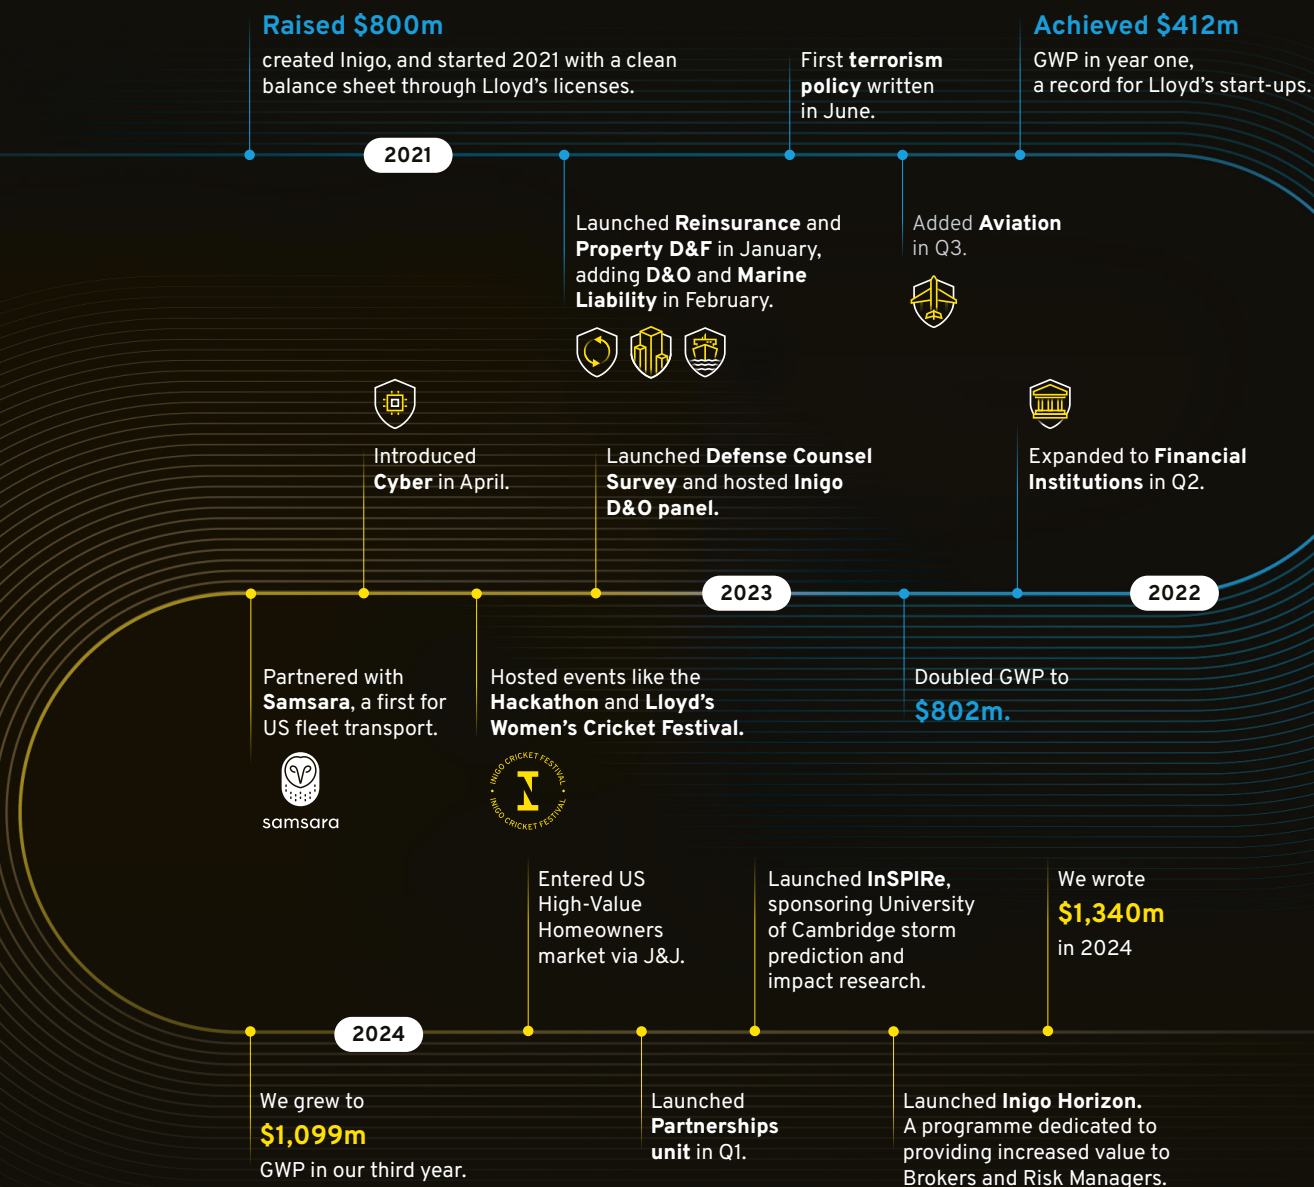 Raised $800m
created Inigo, and started 2021 with a clean
balance sheet through Lloyd's licenses.
First terrorism
policy written
in June.
Achieved $412m
GWP in year one,
a record for Lloyd's start-ups.
2021
Launched Reinsurance and
Property D&F in January,
adding D&O and Marine
Liability in February.
Added Aviation
in Q3.
Introduced
Cyber in April.
Launched Defense Counsel
Survey and hosted Inigo
D&O panel.
Expanded to Financial
Institutions in Q2.
2023
2022
Partnered with
Samsara, a first for
US fleet transport.
samsara
Hosted events like the
Hackathon and Lloyd's
Women's Cricket Festival.
INIGO CRICKET FESTIVAL
INIGO CRICKET FESTIVAL
Doubled GWP to
$802m.
Entered US
High-Value
Homeowners
market via J&J.
Launched InSPIRe,
sponsoring University
of Cambridge storm
prediction and
impact research.
We wrote
$1,340m
in 2024
2024
We grew to
$1,099m
GWP in our third year.
Launched
Partnerships
unit in Q1.
Launched Inigo Horizon.
A programme dedicated to
providing increased value to
Brokers and Risk Managers.